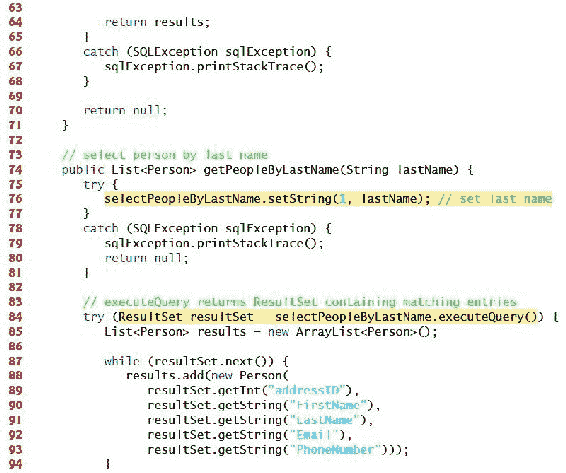 63
64 return results;
65 }
66 catch (SQLException sqlException) {
67 sqlException.printStackTrace();
68 }
69
70 return null;
71 }
72
73 // select person by last name
74 public List<Person> getPeopleByLastName(String lastName) {
75 try {
76 selectPeopleByLastName.setString(1, lastName); // set last name
77 }
78 catch (SQLException sqlException) {
79 sqlException.printStackTrace();
80 return null;
81 }
82
83 // executeQuery returns ResultSet containing matching entries
84 try (ResultSet resultSet = selectPeopleByLastName.executeQuery()) {
85 List<Person> results = new ArrayList<Person>();
86
87 while (resultSet.next()) {
88 results.add(new Person(
89 resultSet.getInt("addressID"),
90 resultSet.getString("FirstName"),
91 resultSet.getString("LastName"),
92 resultSet.getString("Email"),
93 resultSet.getString("PhoneNumber")));
94 }